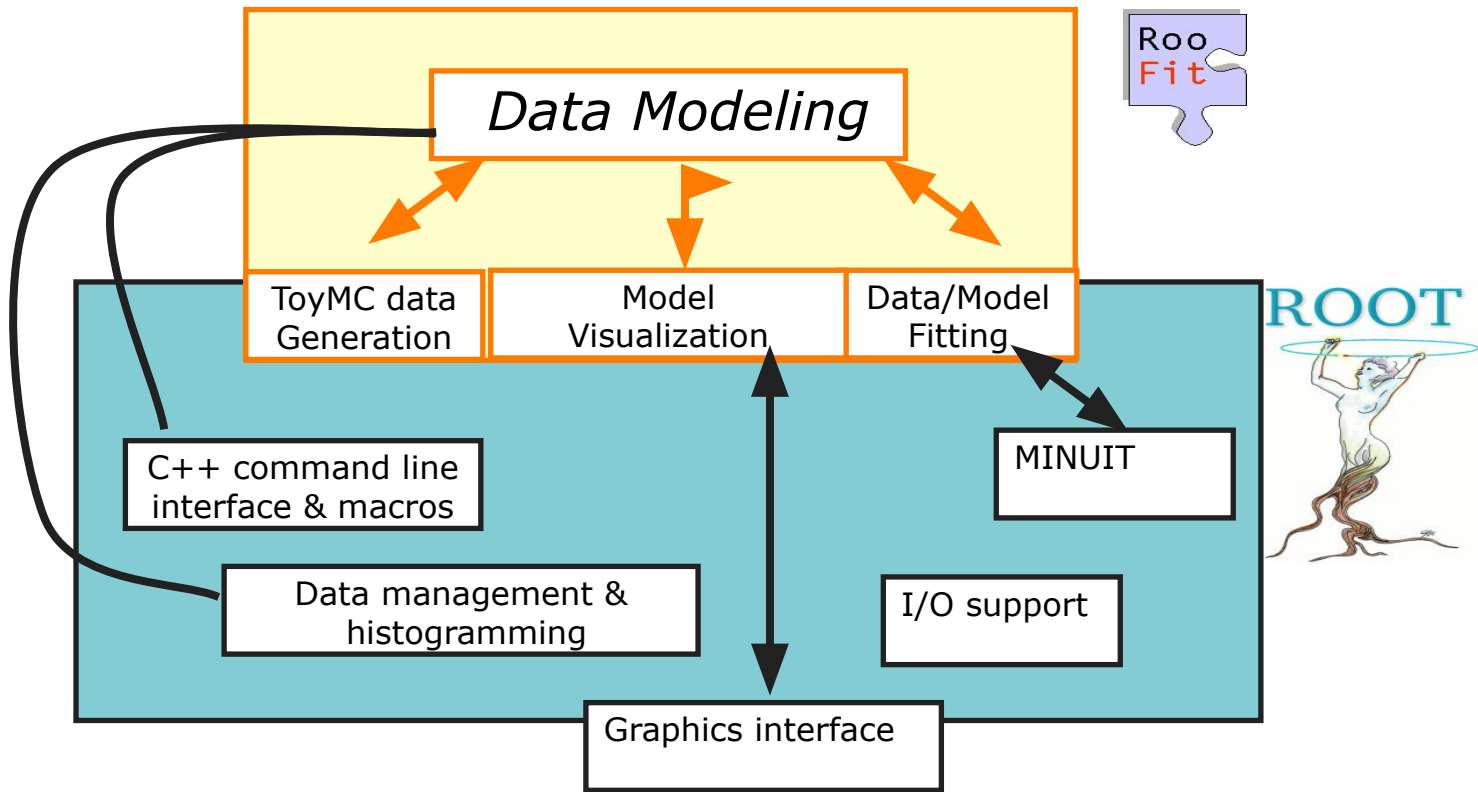 Roo
Fit
Data Modeling
ToyMC data
Generation
Model
Visualization
Data/Model
Fitting
ROOT
C++ command line
interface & macros
MINUIT
Data management &
histogramming
I/O support
Graphics interface